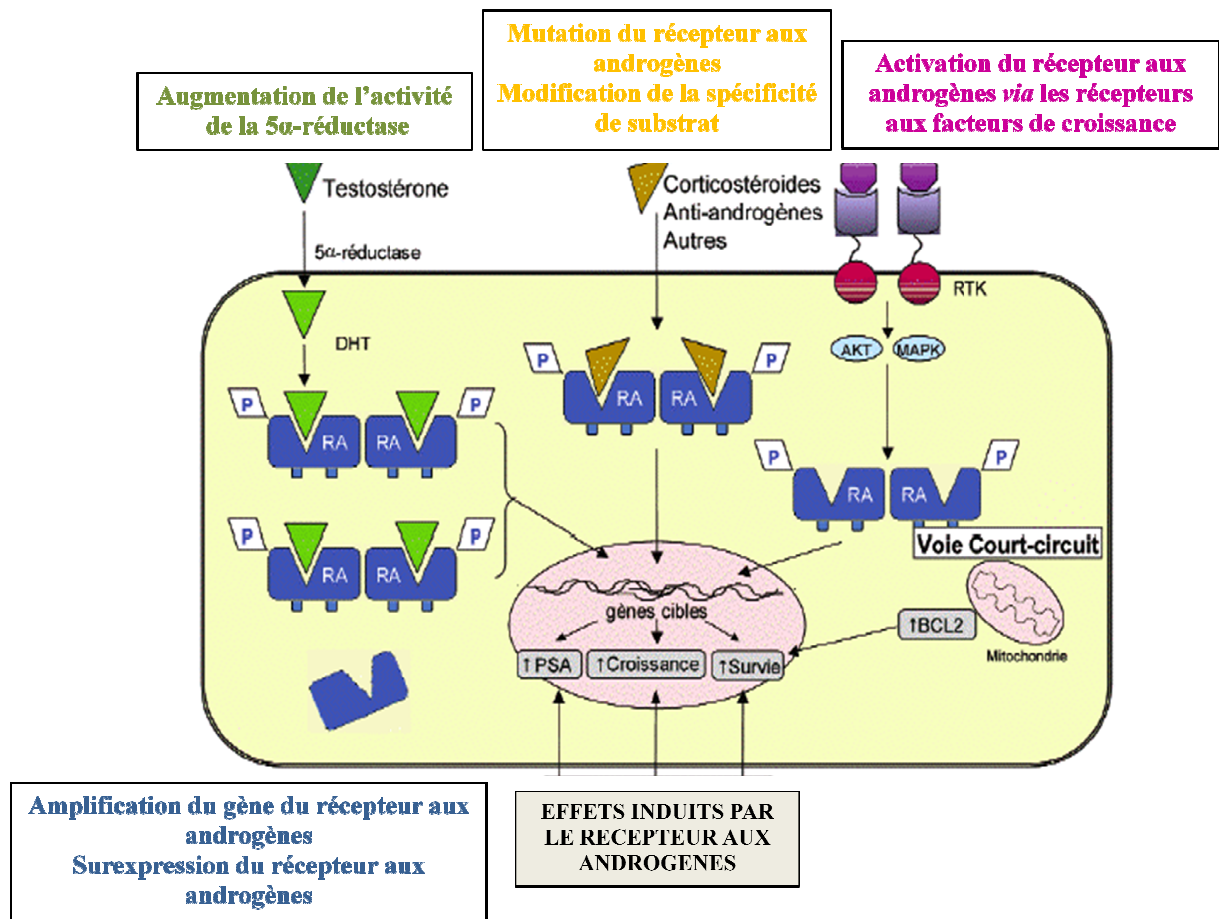 Mutation du récepteur aux
androgènes
Modification de la spécificité
de substrat
Augmentation de l'activité
de la 5α-réductase
Activation du récepteur aux
androgènes via les récepteurs
aux facteurs de croissance
Testostérone
5α-réductase
DHT
Corticostéroides
Anti-androgènes
Autres
RTK
AKT
MAPK
P
RA
RA
P
P
RA
RA
P
P
RA
RA
P
P
RA
RA
P
Voie Court-circuit
gènes cibles
↑PSA
↑Croissance
↑Survie
↑BCL2
Mitochondrie
Amplification du gène du récepteur aux
androgènes
Surexpression du récepteur aux
androgènes
EFFETS INDUITS PAR
LE RECEPTEUR AUX
ANDROGENES